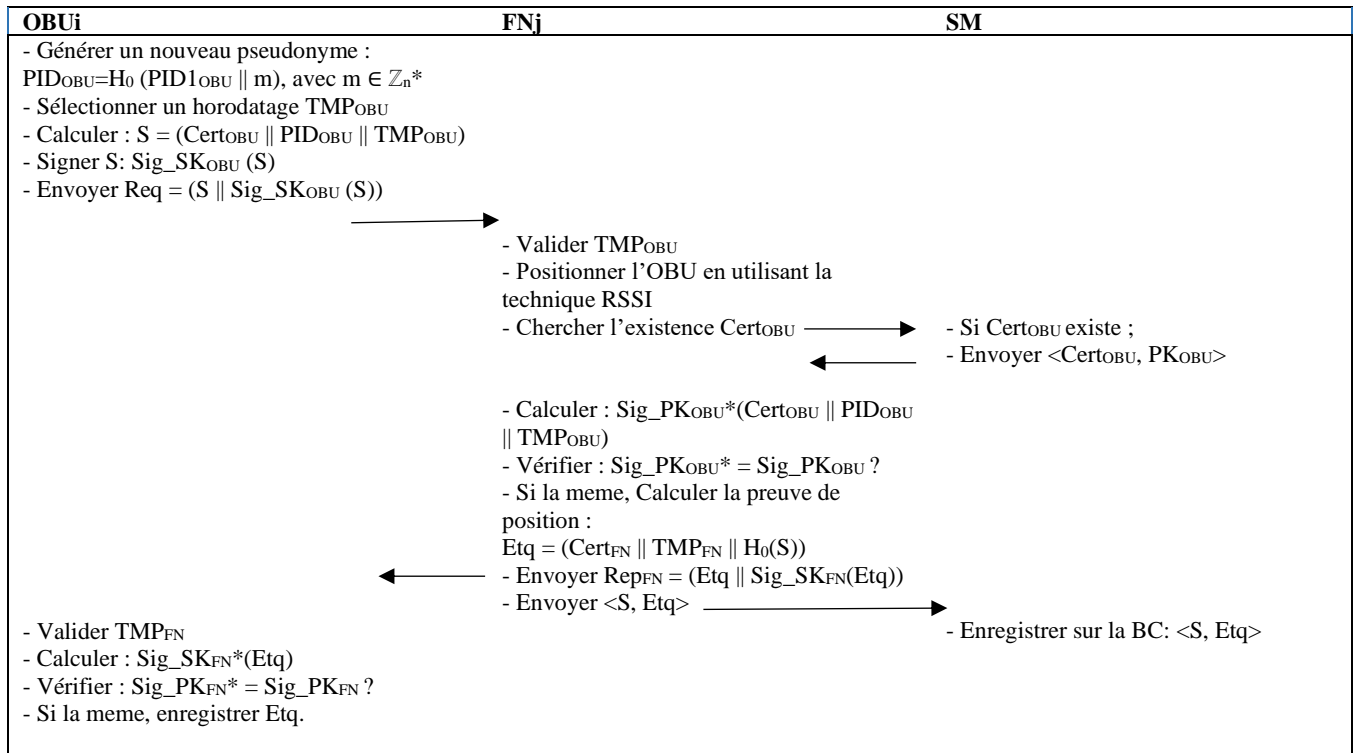 OBUi FNj SM
- Générer un nouveau pseudonyme :
PIDOBU=H0 (PID1OBU || m), avec m ∈ ℤn*
- Sélectionner un horodatage TMPOBU
- Calculer : S = (CertOBU || PIDOBU || TMPOBU)
- Signer S: Sig_SKOBU (S)
- Envoyer Req = (S || Sig_SKOBU (S))
- Valider TMPOBU
- Positionner l’OBU en utilisant la
technique RSSI
- Chercher l’existence CertOBU
- Si CertOBU existe ;
- Envoyer <CertOBU, PKOBU>
- Calculer : Sig_PKOBU*(CertOBU || PIDOBU
|| TMPOBU)
- Vérifier : Sig_PKOBU* = Sig_PKOBU ?
- Si la meme, Calculer la preuve de
position :
Etq = (CertFN || TMPFN || H0(S))
- Envoyer RepFN = (Etq || Sig_SKFN(Etq))
- Envoyer <S, Etq>
- Enregistrer sur la BC: <S, Etq>
- Valider TMPFN
- Calculer : Sig_SKFN*(Etq)
- Vérifier : Sig_PKFN* = Sig_PKFN ?
- Si la meme, enregistrer Etq.